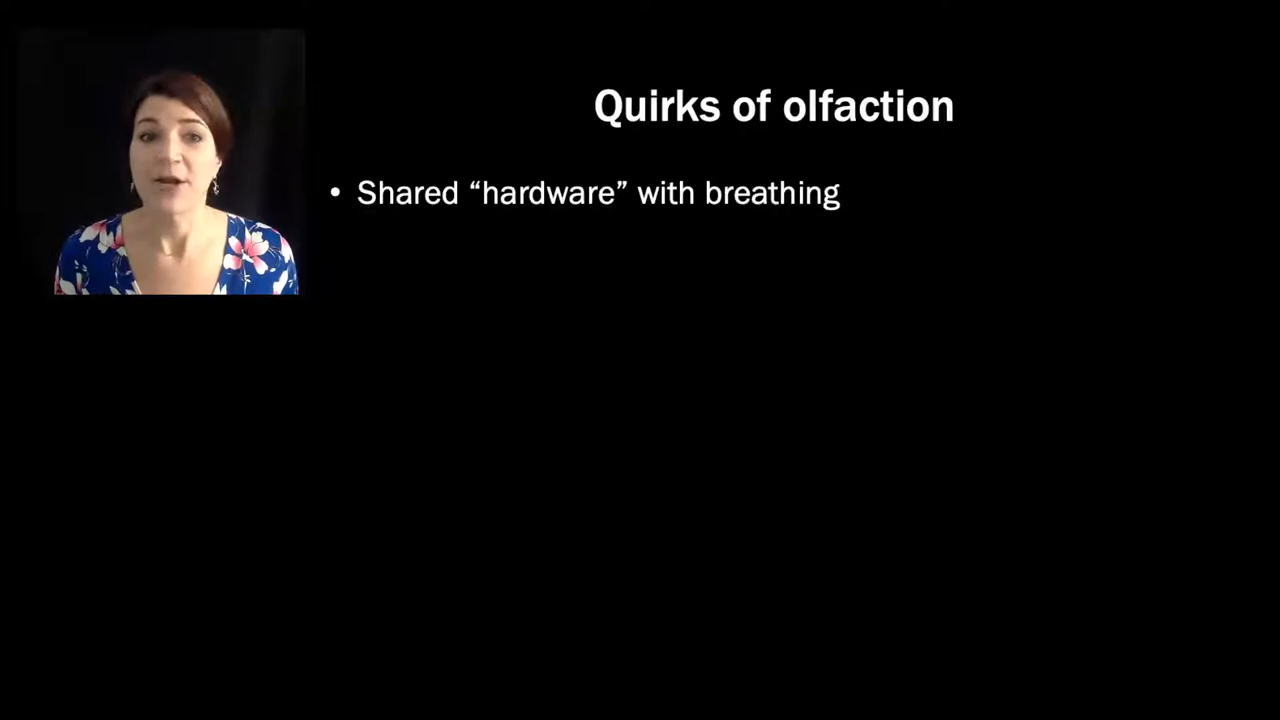 Quirks of olfaction
• Shared “hardware” with breathing